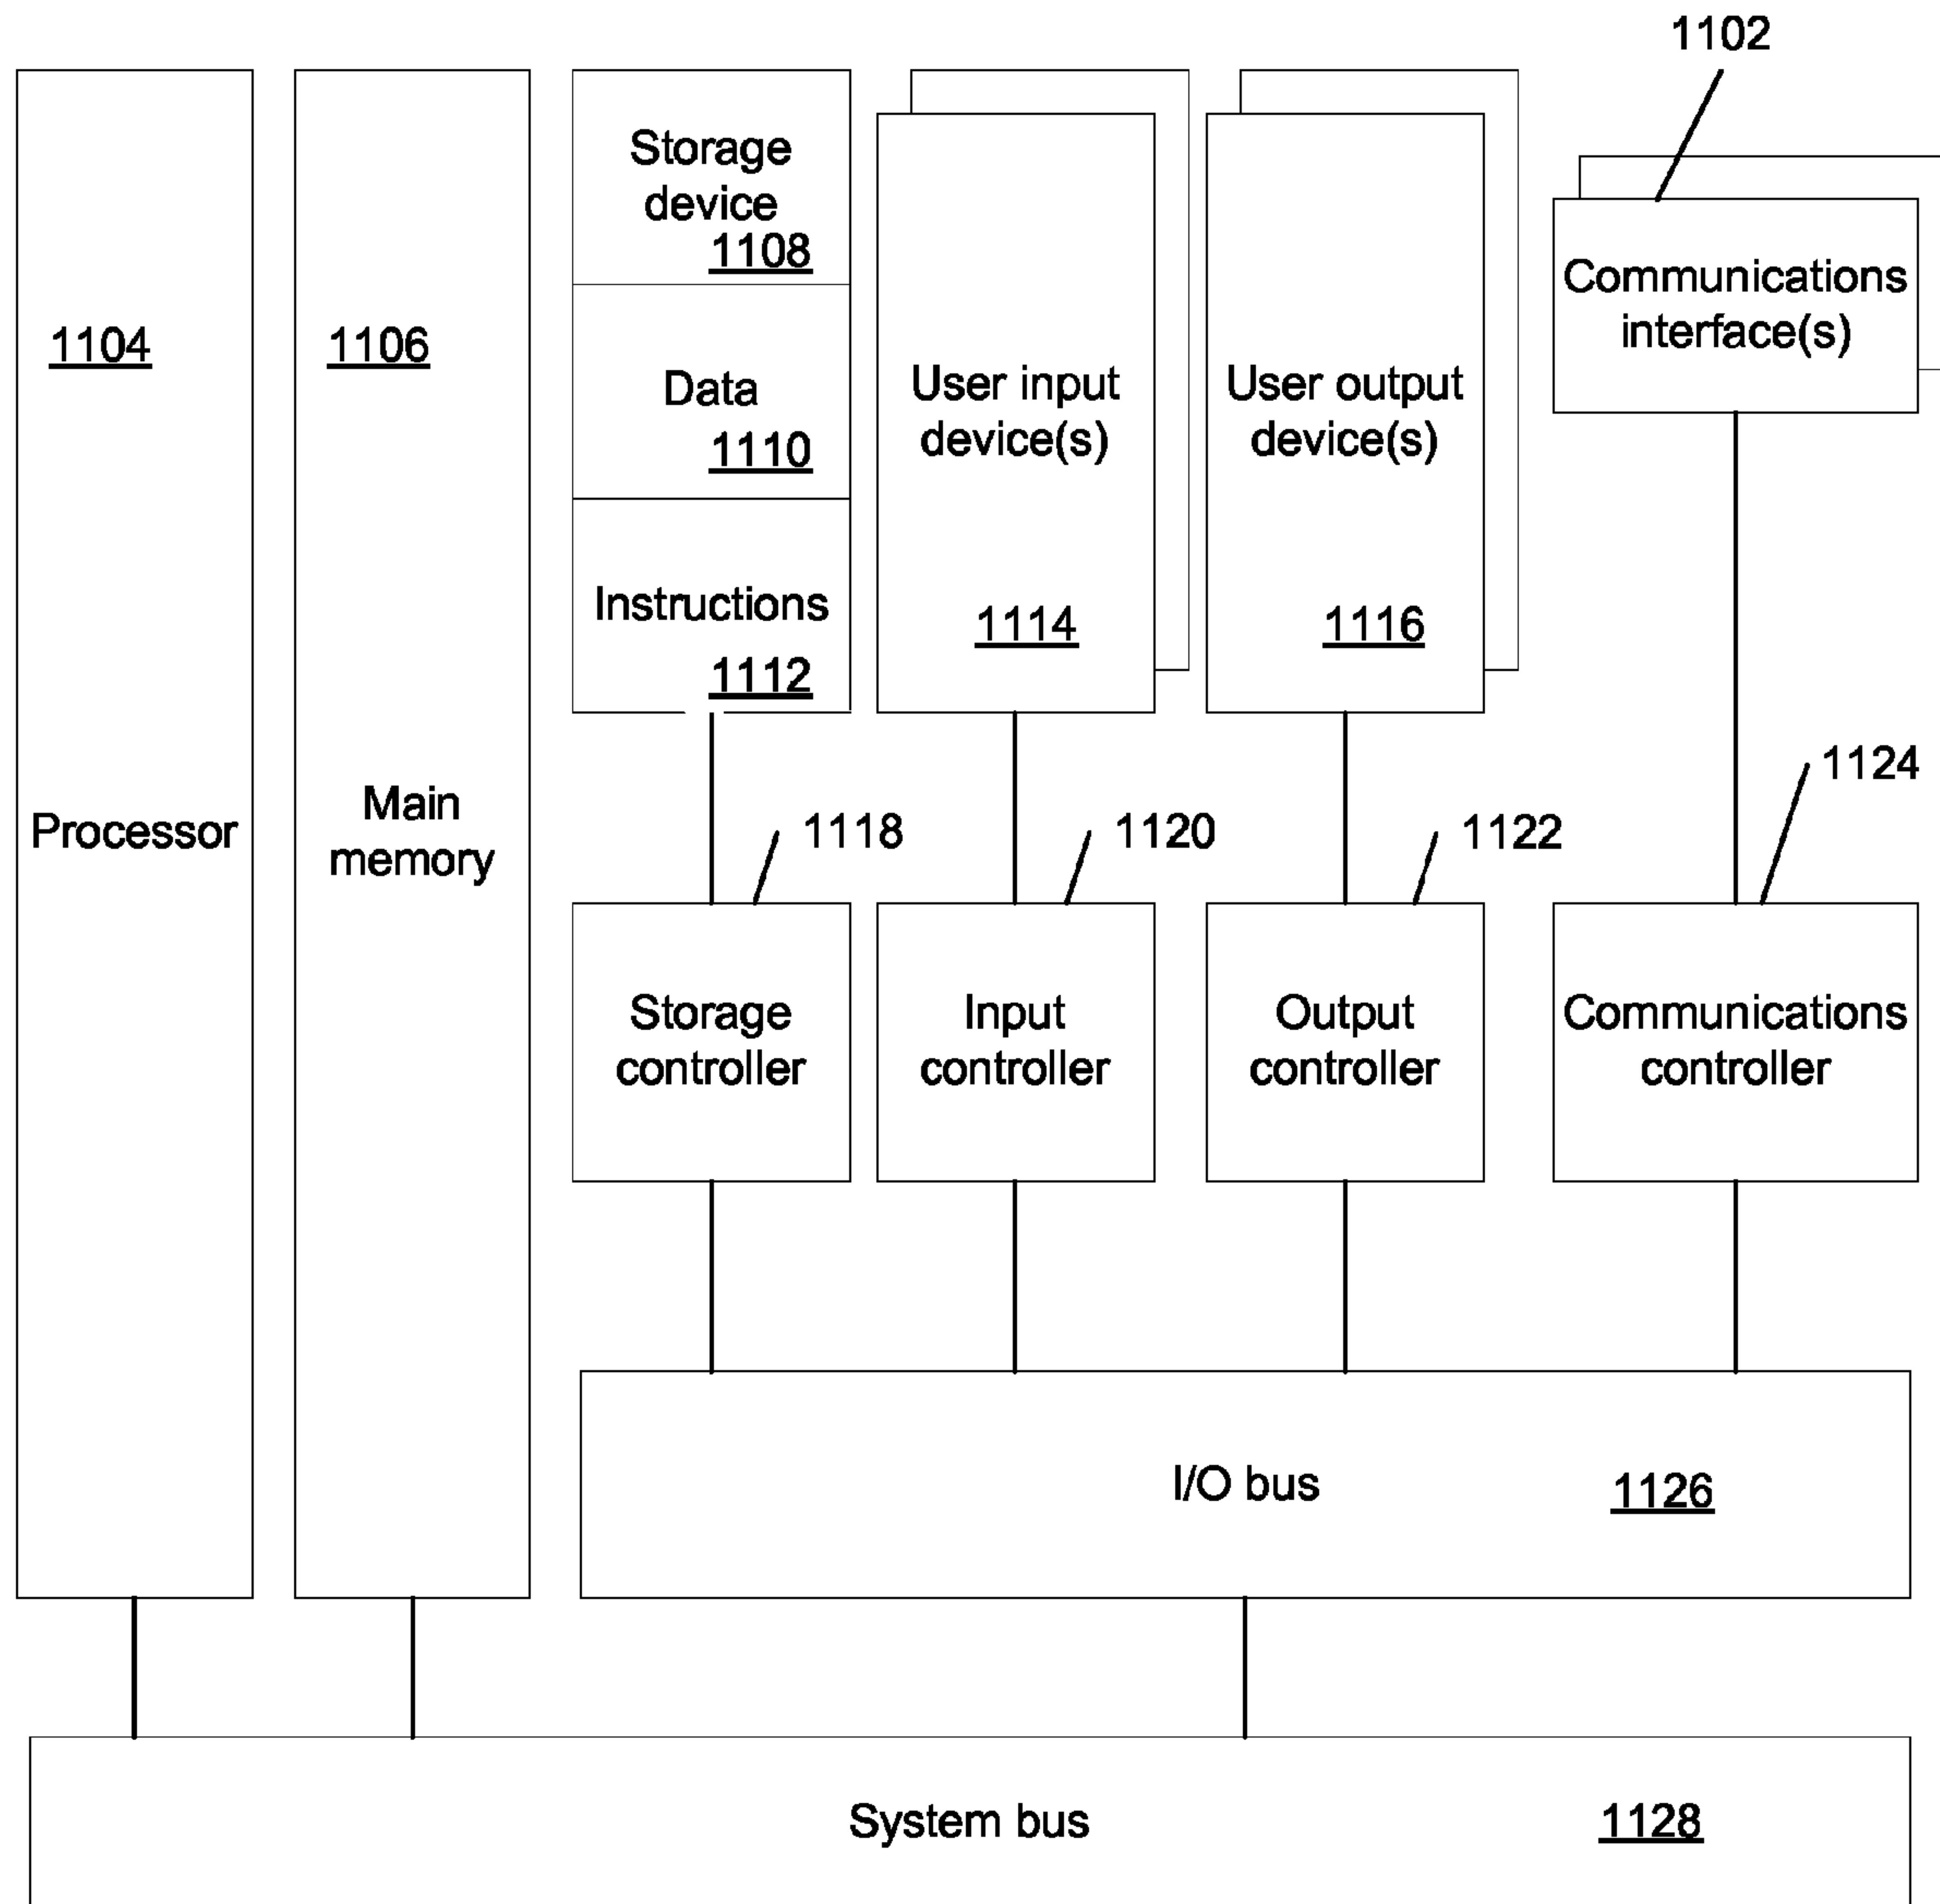 1102
Storage
device
1108
Communications
interface(s)
1104
1106
Data
1110
User input
device(s)
User output
device(s)
Instructions
1112
1114
1116
1124
Processor
Main
memory
1118
1120
1122
Storage
controller
Input
controller
Output
controller
Communications
controller
I/O bus
1126
System bus
1128